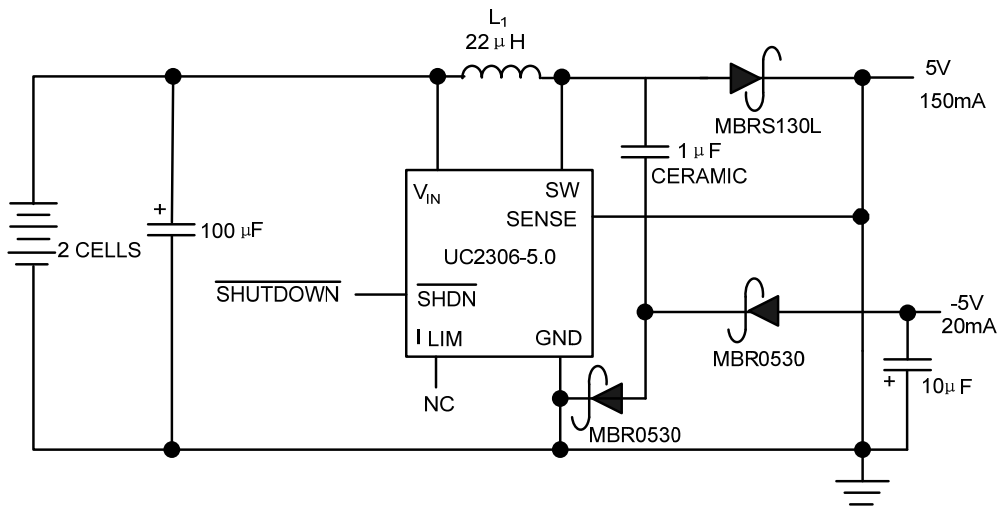 L1
22 μH
5V
150mA
MBRS130L
1 μF
CERAMIC
VIN
SW
SENSE
+
100 μF
2 CELLS
UC2306-5.0
SHUTDOWN
SHDN
-5V
20mA
I LIM
GND
MBR0530
+
10μF
NC
MBR0530